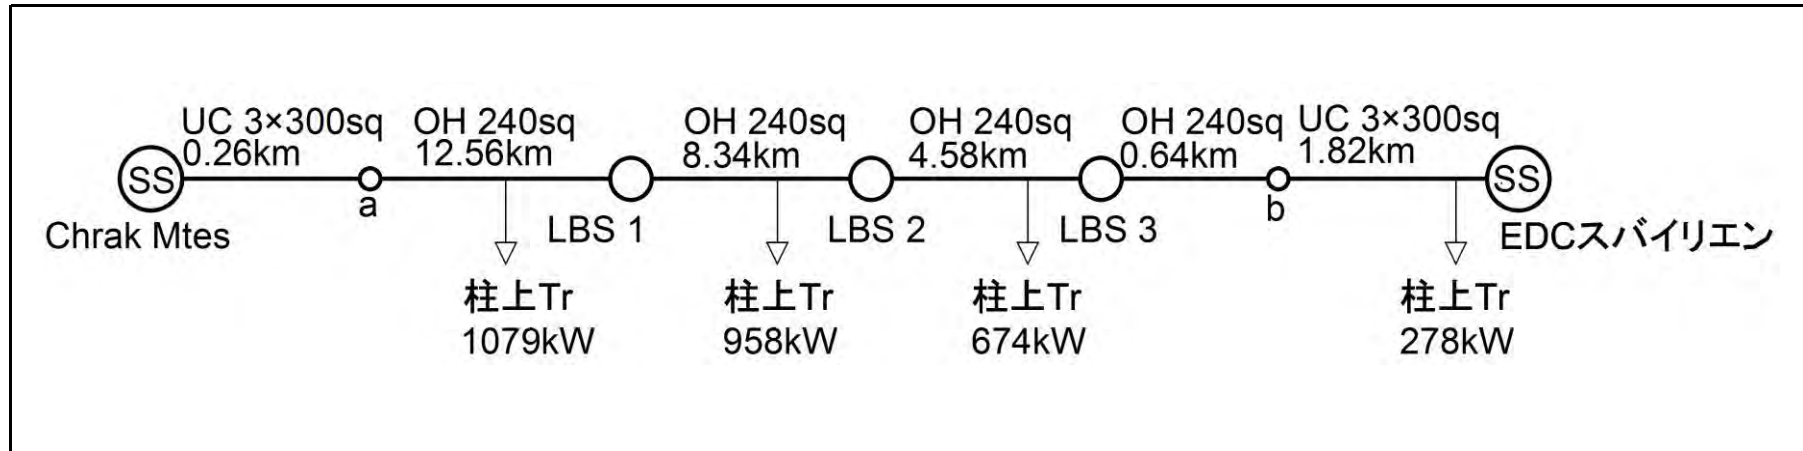 UC 3×300sq
0.26km
OH 240sq
12.56km
OH 240sq
8.34km
OH 240sq
4.58km
OH 240sq
0.64km
UC 3×300sq
1.82km
SS
SS
a
b
Chrak Mtes
LBS 1
LBS 2
LBS 3
EDCスバイリエン
柱上Tr
1079kW
柱上Tr
958kW
柱上Tr
674kW
柱上Tr
278kW